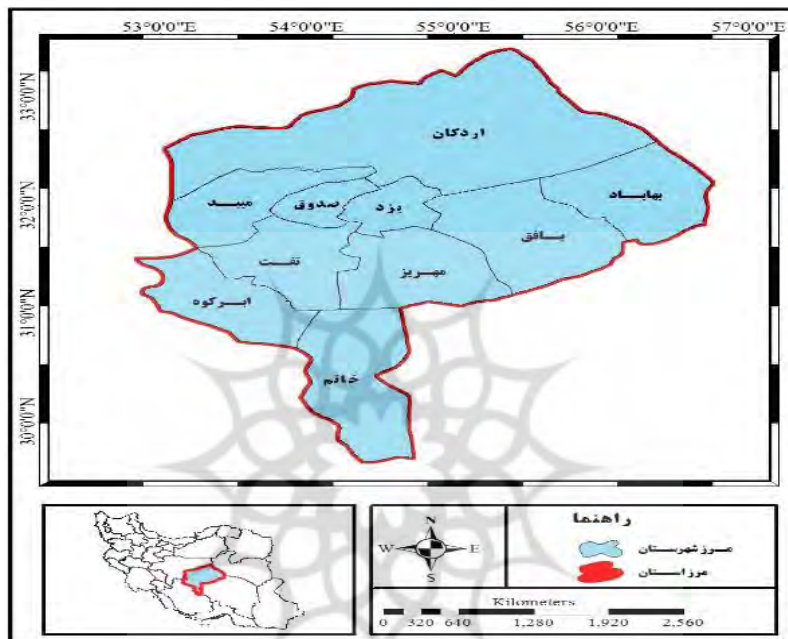 53°0'0"E 54°0'0"E 55°0'0"E 56°0'0"E 57°0'0"E
33°0'0"N
32°0'0"N
31°0'0"N
30°0'0"N
اردکان
میبد
صدوق
یزد
بهاباد
بافق
تفت
مهریز
ابرکوه
خاتم
N
W E
S
راهنما
مرز شهرستان
مرز استان
Kilometers
0 320 640 1,280 1,920 2,560